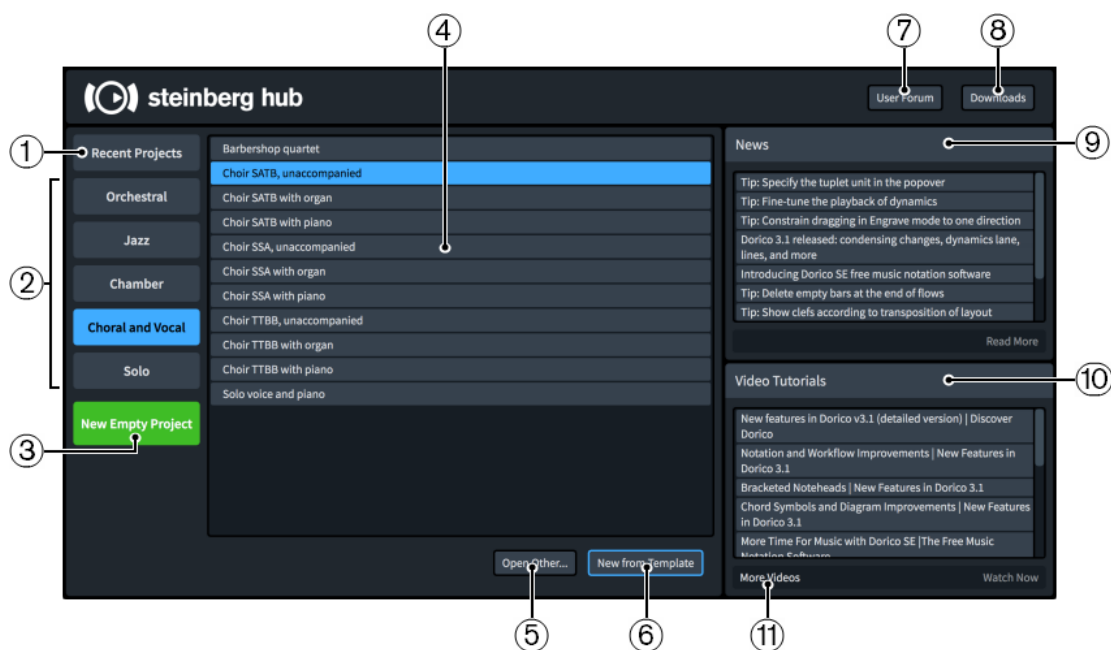 ④
⑦
⑧
steinberg hub
User Forum
Downloads
①
Recent Projects
②
Orchestral
Jazz
Chamber
Choral and Vocal
Solo
③
New Empty Project
Barbershop quartet
Choir SATB, unaccompanied
Choir SATB with organ
Choir SATB with piano
Choir SSA, unaccompanied
Choir SSA with organ
Choir SSA with piano
Choir TTBB, unaccompanied
Choir TTBB with organ
Choir TTBB with piano
Solo voice and piano
Open Other...
New from Template
⑤
⑥
News
⑨
Tip: Specify the tuplet unit in the popover
Tip: Fine-tune the playback of dynamics
Tip: Constrain dragging in Engrave mode to one direction
Dorico 3.1 released: condensing changes, dynamics lane,
lines, and more
Introducing Dorico SE free music notation software
Tip: Delete empty bars at the end of flows
Tip: Show clefs according to transposition of layout
Read More
Video Tutorials
⑩
New features in Dorico v3.1 (detailed version) | Discover
Dorico
Notation and Workflow Improvements | New Features in
Dorico 3.1
Bracketed Noteheads | New Features in Dorico 3.1
Chord Symbols and Diagram Improvements | New Features
in Dorico 3.1
More Time For Music with Dorico SE |The Free Music
Notation Software
More Videos
Watch Now
⑪